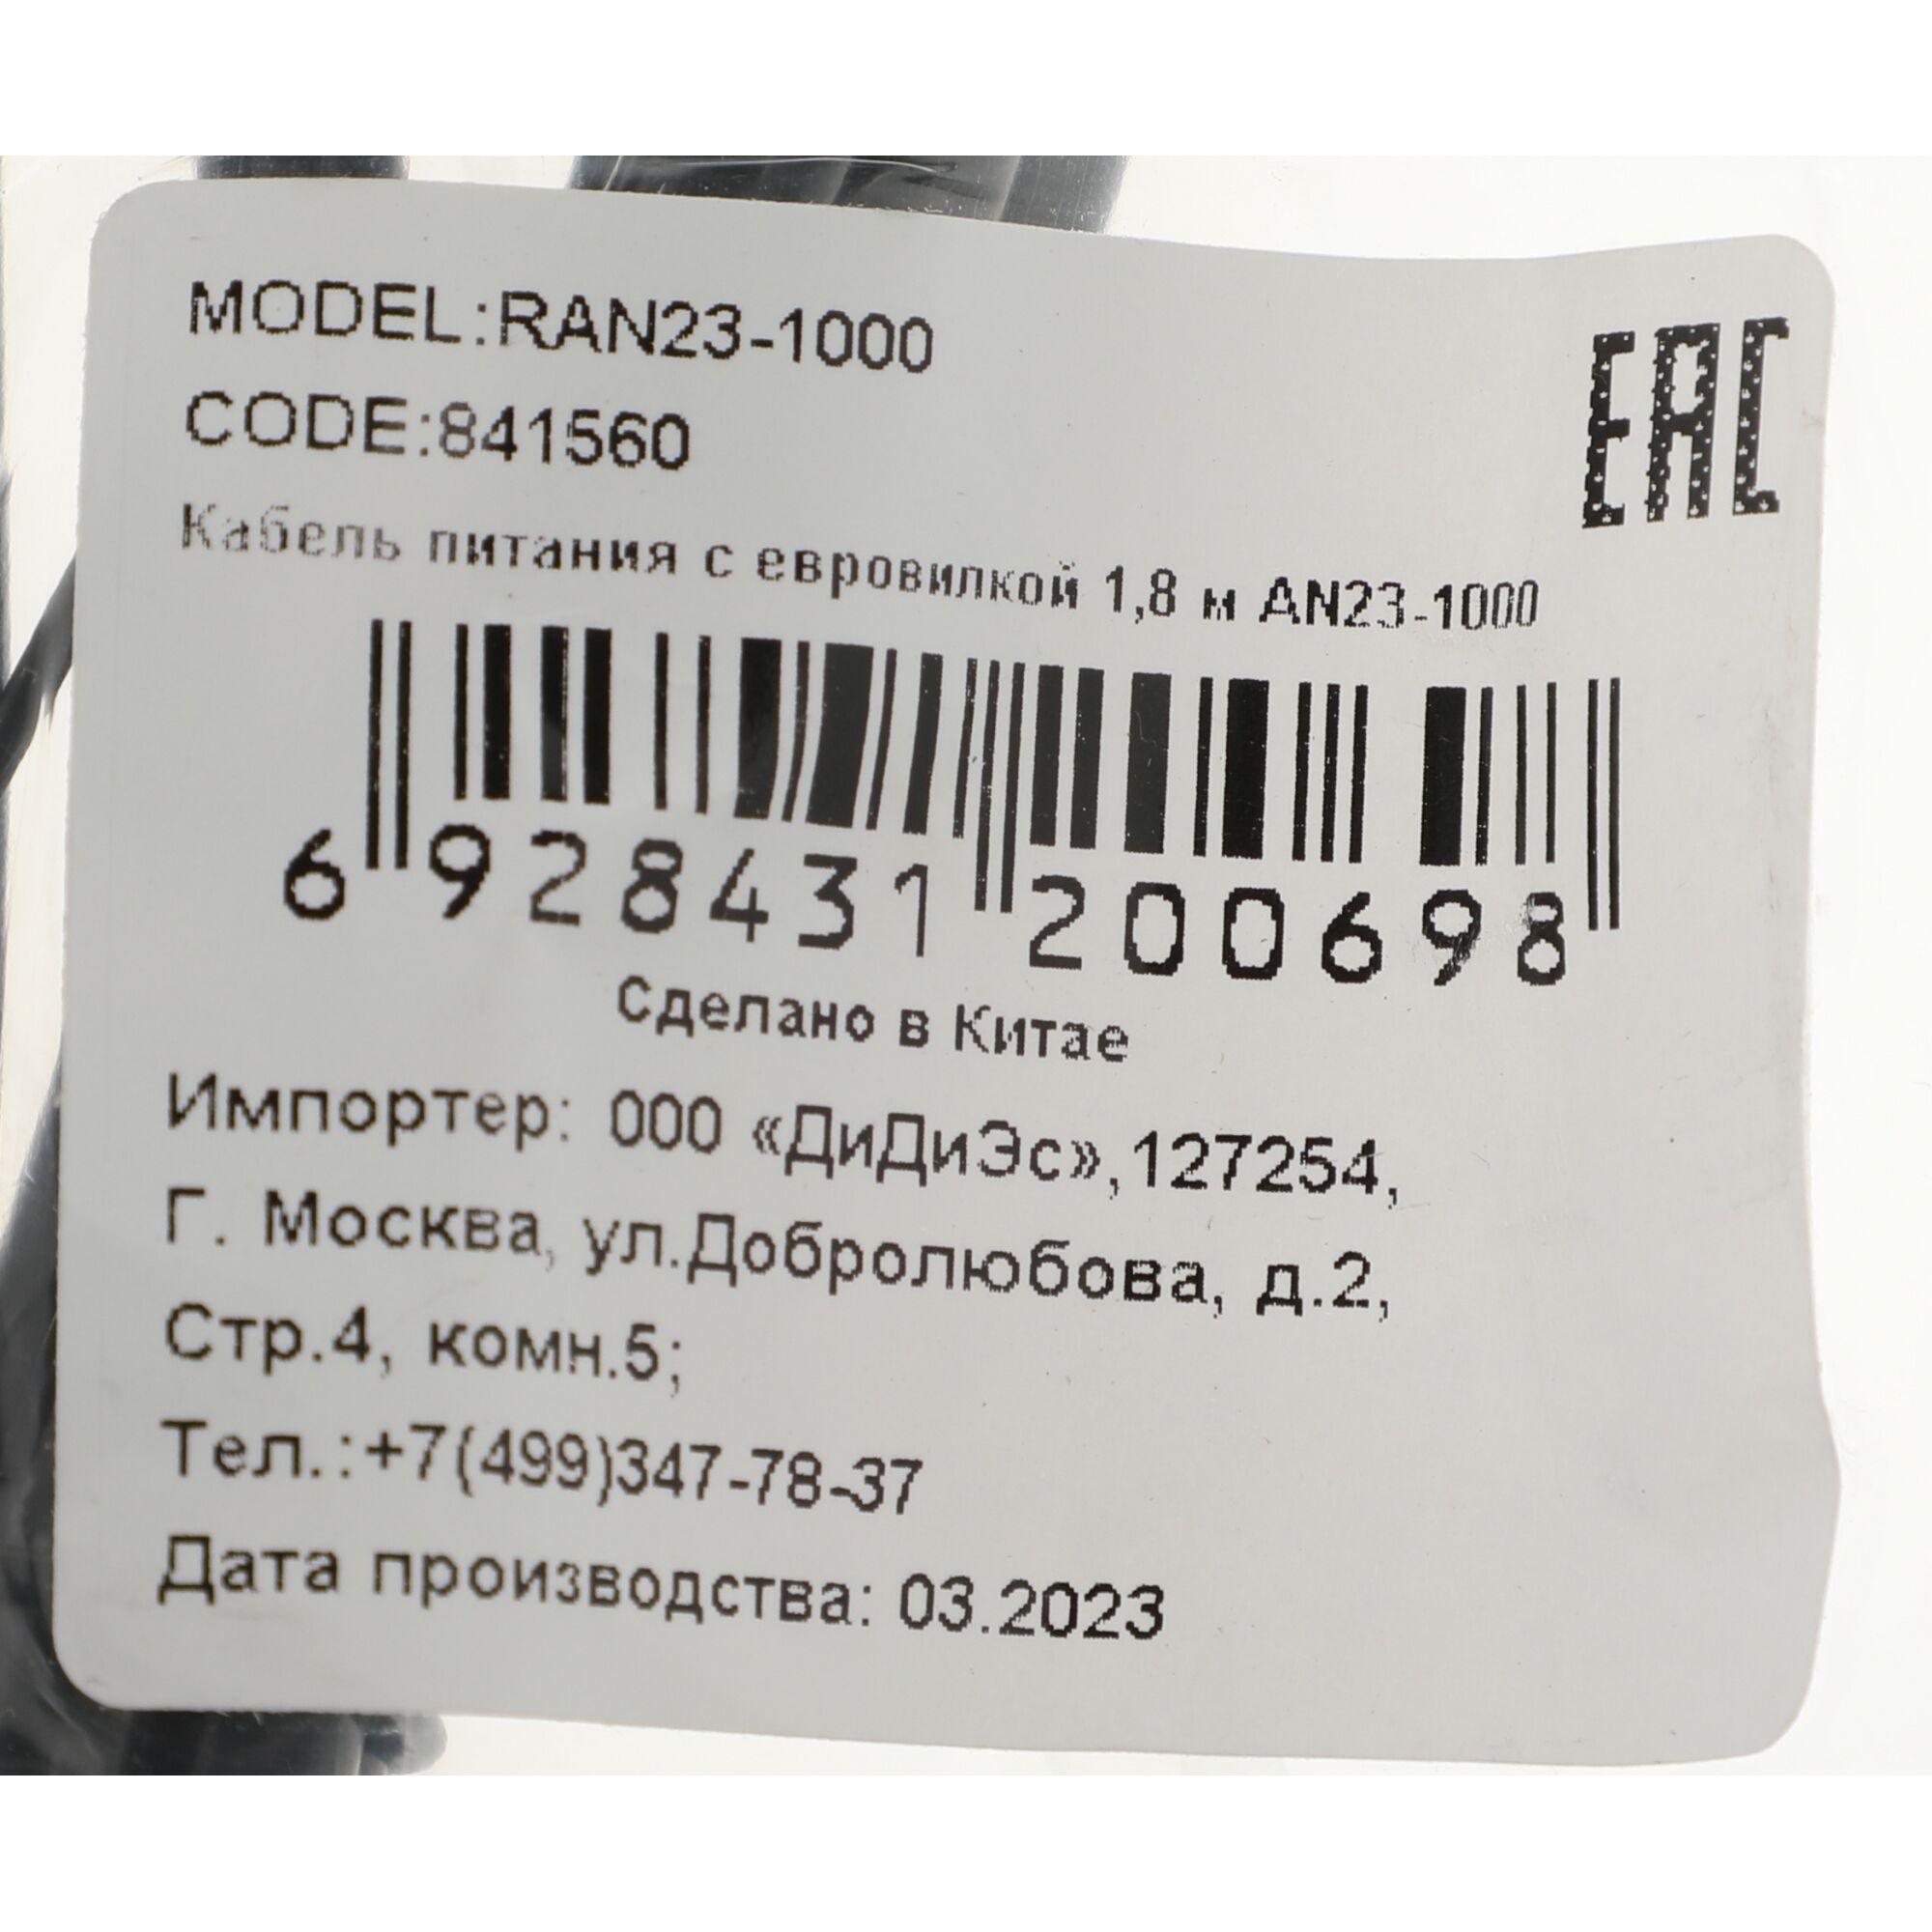 MODEL:RAN23-1000
EAC
CODE:841560
Кабель питания с евровилкой 1,8 м AN23-1000
6 928431 200698
Сделано в Китае
Импортер: ООО «ДиДиЭс»,127254,
Г. Москва, ул.Добролюбова, д.2,
Стр.4, комн.5;
Тел.:+7(499)347-78-37
Дата производства: 03.2023